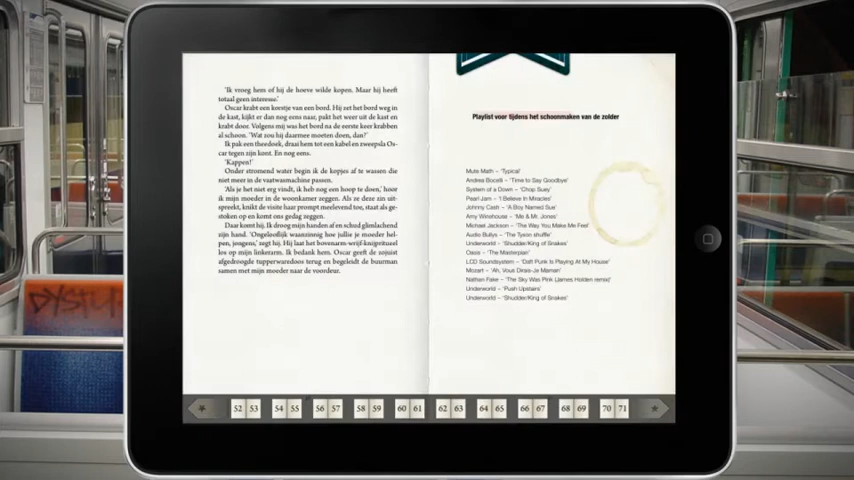 'Ik vroeg hem of hij de hoeve wilde kopen. Maar hij heeft
totaal geen interesse.'
Oscar krabt een korstje van een bord. Hij zet het bord weg in
de kast, kijkt er dan nog eens naar, pakt het weer uit de kast en
krabt door. Volgens mij was het bord na de eerste keer krabben
al schoon. 'Wat zou hij daarmee moeten doen, dan?'
Ik pak een theedoek, draai hem tot een kabel en zweepsla Os-
car tegen zijn kont. En nog eens.
'Kappen!'
Onder stromend water begin ik de kopjes af te wassen die
niet meer in de vaatwasmachine passen.
'Als je het niet erg vindt, ik heb nog een hoop te doen,' hoor
ik mijn moeder in de woonkamer zeggen. Als ze deze zin uit-
spreekt, knikt de visite haar prompt meelevend toe, staat als ge-
stoken op en komt ons gedag zeggen.
Daar komt hij. Ik droog mijn handen af en schud glimlachend
zijn hand. 'Ongelooflijk waanzinnig hoe jullie je moeder hel-
pen, jongens,' zegt hij. Hij laat het bovenarm-wrijf-knijpritueel
los op mijn linkerarm. Ik bedank hem. Oscar geeft de zojuist
afgedroogde tupperwaredoos terug en begeleidt de buurman
samen met mijn moeder naar de voordeur.
Playlist voor tijdens het schoonmaken van de zolder
Mute Math – 'Typical'
Andrea Bocelli – 'Time to Say Goodbye'
System of a Down – 'Chop Suey'
Pearl Jam – 'I Believe In Miracles'
Johnny Cash – 'A Boy Named Sue'
Amy Winehouse – 'Me & Mr. Jones'
Michael Jackson – 'The Way You Make Me Feel'
Audio Bullys – 'The Tyson shuffle'
Underworld – 'Shudder/King of Snakes'
Oasis – 'The Masterplan'
LCD Soundsystem – 'Daft Punk Is Playing At My House'
Mozart – 'Ah, Vous Dirais-Je Maman'
Nathan Fake – 'The Sky Was Pink (James Holden remix)'
Underworld – 'Push Upstairs'
Underworld – 'Shudder/King of Snakes'
52 53 54 55 56 57 58 59 60 61 62 63 64 65 66 67 68 69 70 71